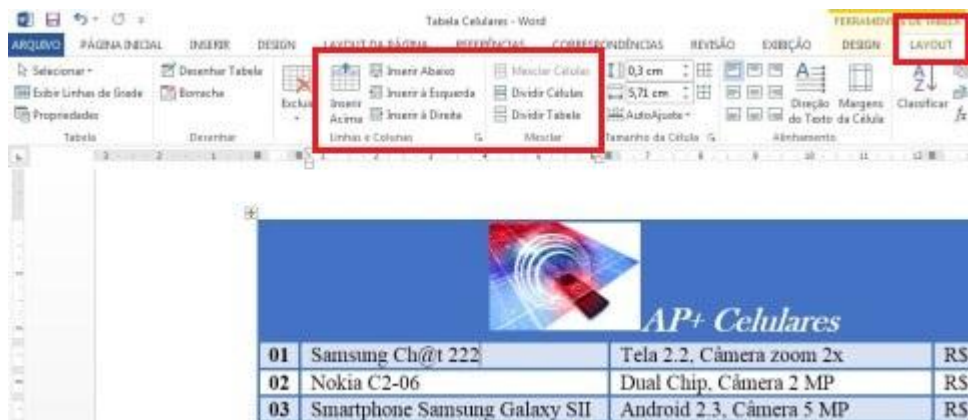 Tabela Celulares - Word
FERRAMENTAS DE TABELA
ARQUIVO PÁGINA INICIAL INSERIR DESIGN LAYOUT DA PÁGINA REFERÊNCIAS CORRESPONDÊNCIAS REVISÃO EXIBIÇÃO DESIGN LAYOUT
Selecionar
Exibir Linhas de Grade
Propriedades
Tabela
Desenhar Tabela
Borracha
Desenhar
Excluir
Inserir Acima
Inserir Abaixo
Inserir à Esquerda
Inserir à Direita
Linhas e Colunas
Mesclar Células
Dividir Células
Dividir Tabela
Mesclar
0,3 cm
5,71 cm
AutoAjuste
Tamanho da Célula
Direção do Texto
Margens da Célula
Alinhamento
Classificar
AP+ Celulares
01 Samsung Ch@t 222 Tela 2.2, Câmera zoom 2x R$
02 Nokia C2-06 Dual Chip, Câmera 2 MP R$
03 Smartphone Samsung Galaxy SII Android 2.3, Câmera 5 MP R$